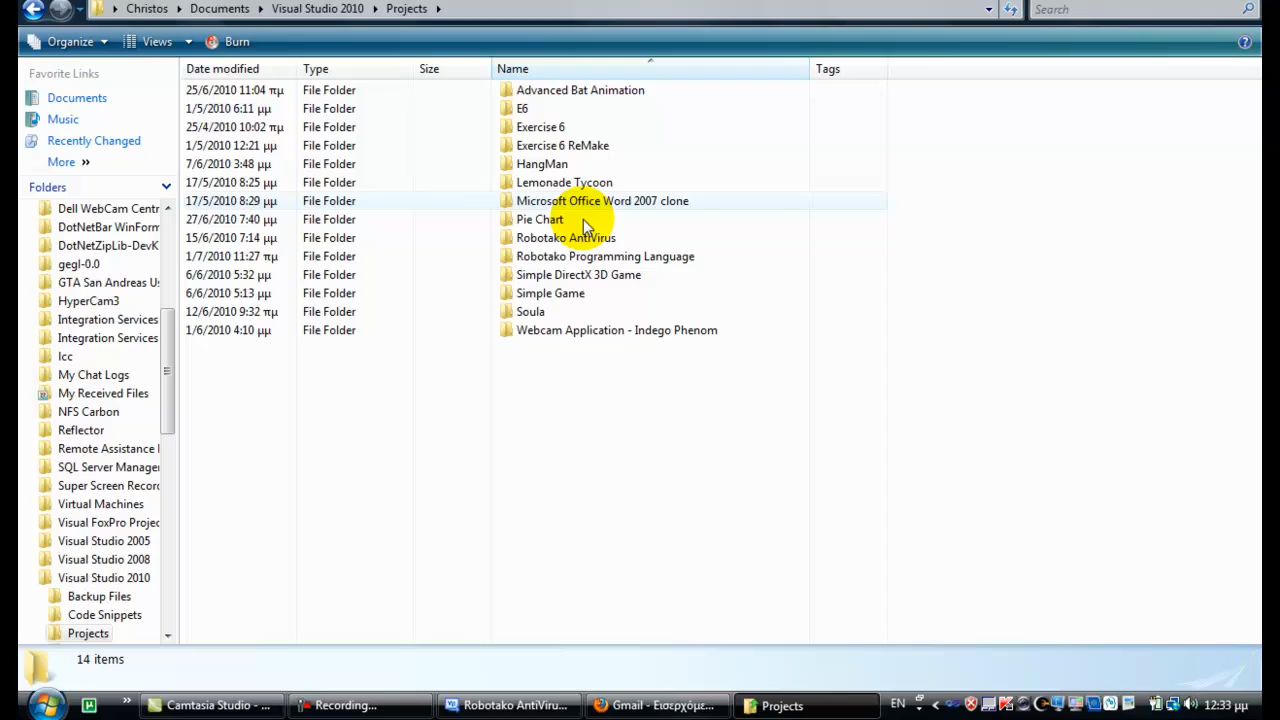 Christos ▸ Documents ▸ Visual Studio 2010 ▸ Projects ▸
Search
Organize Views Burn
Favorite Links
Documents
Music
Recently Changed
More »
Folders
Dell WebCam Centr
DotNetBar WinForm
DotNetZipLib-DevK
gegl-0.0
GTA San Andreas Us
HyperCam3
Integration Services
Integration Services
lcc
My Chat Logs
My Received Files
NFS Carbon
Reflector
Remote Assistance
SQL Server Manager
Super Screen Record
Virtual Machines
Visual FoxPro Projec
Visual Studio 2005
Visual Studio 2008
Visual Studio 2010
Backup Files
Code Snippets
Projects
Date modified Type Size Name Tags
25/6/2010 11:04 πμ File Folder Advanced Bat Animation
1/5/2010 6:11 μμ File Folder E6
25/4/2010 10:02 πμ File Folder Exercise 6
1/5/2010 12:21 μμ File Folder Exercise 6 ReMake
7/6/2010 3:48 μμ File Folder HangMan
17/5/2010 8:25 μμ File Folder Lemonade Tycoon
17/5/2010 8:29 μμ File Folder Microsoft Office Word 2007 clone
27/6/2010 7:40 μμ File Folder Pie Chart
15/6/2010 7:14 μμ File Folder Robotako AntiVirus
1/7/2010 11:27 πμ File Folder Robotako Programming Language
6/6/2010 5:32 μμ File Folder Simple DirectX 3D Game
6/6/2010 5:13 μμ File Folder Simple Game
12/6/2010 9:32 πμ File Folder Soula
1/6/2010 4:10 μμ File Folder Webcam Application - Indego Phenom
14 items
» Camtasia Studio - ... Recording... Robotako AntiViru... Gmail - Εισερχόμε... Projects EN 12:33 μμ